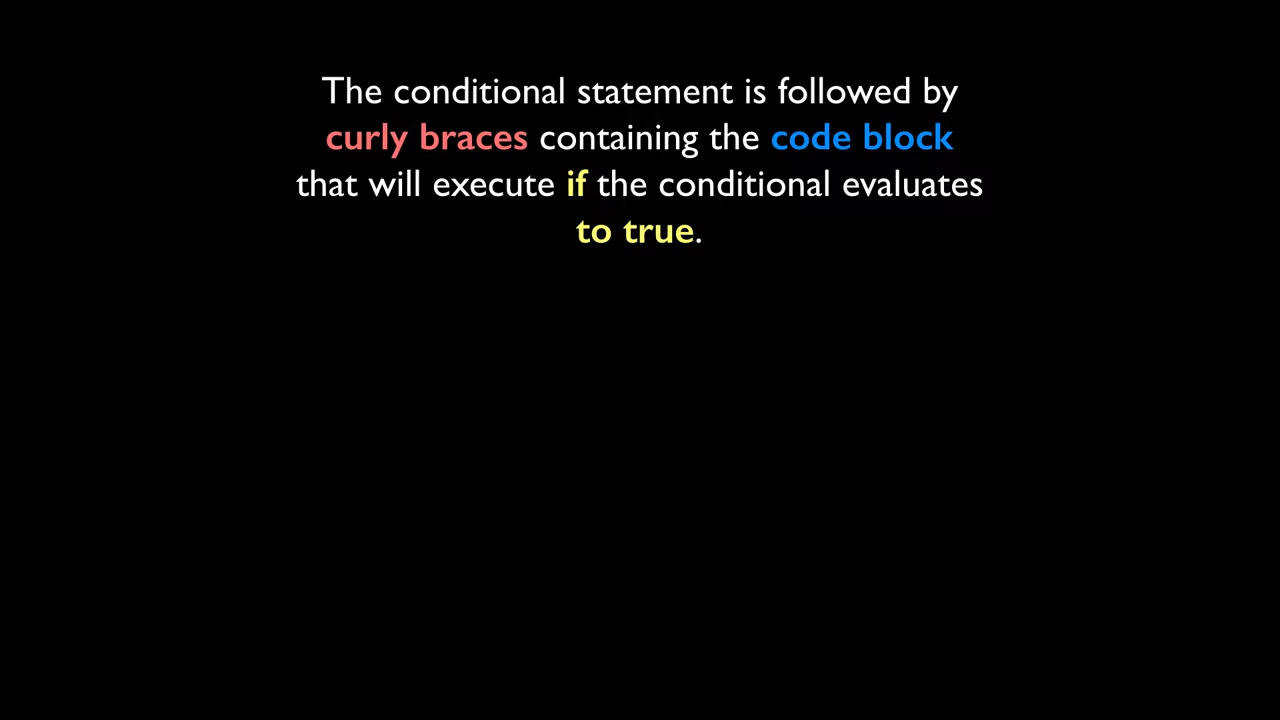 The conditional statement is followed by
curly braces containing the code block
that will execute if the conditional evaluates
to true.